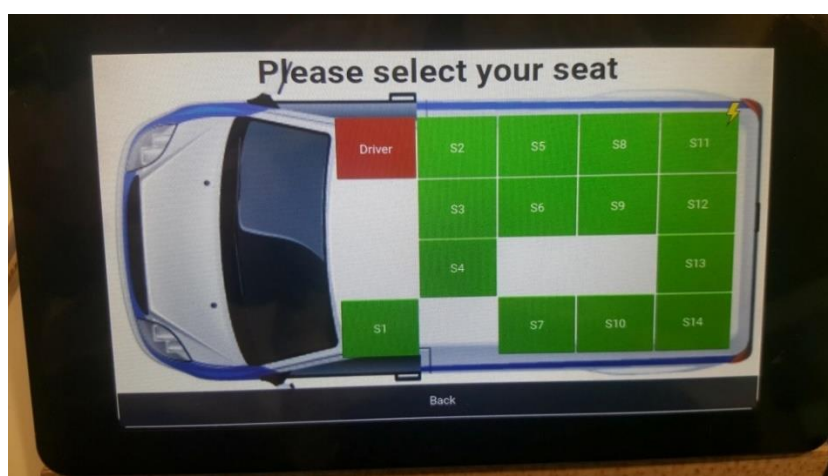 Please select your seat
Driver S2 S5 S8 S11
S3 S6 S9 S12
S4 S13
S1 S7 S10 S14
Back